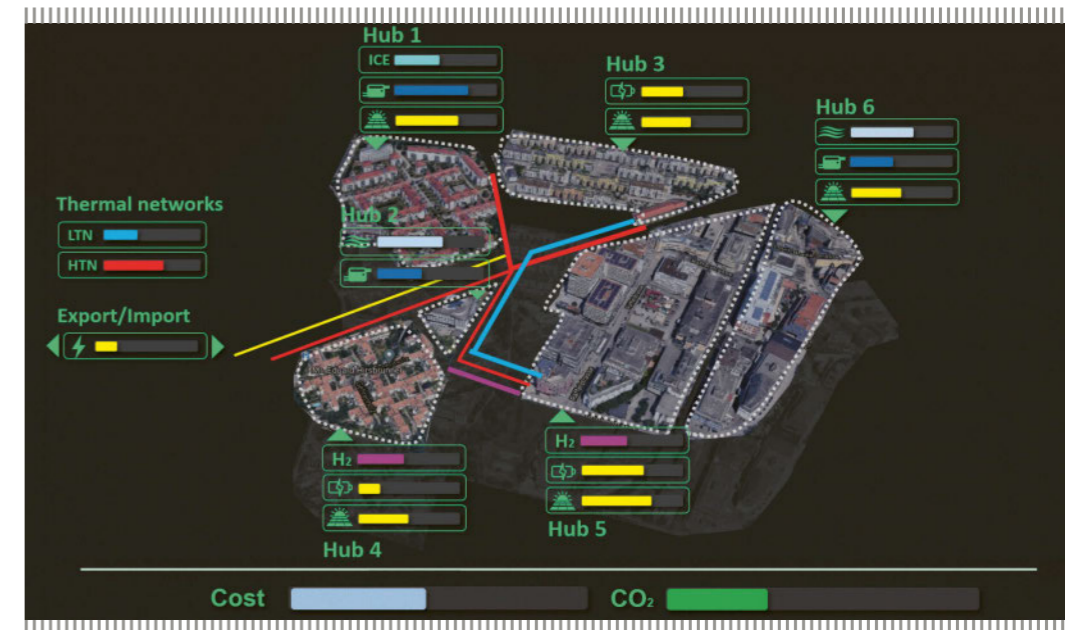 Hub 1
ICE
Hub 3
Hub 6
Thermal networks
LTN
HTN
Hub 2
Export/Import
H₂
Hub 4
H₂
Hub 5
Cost
CO₂